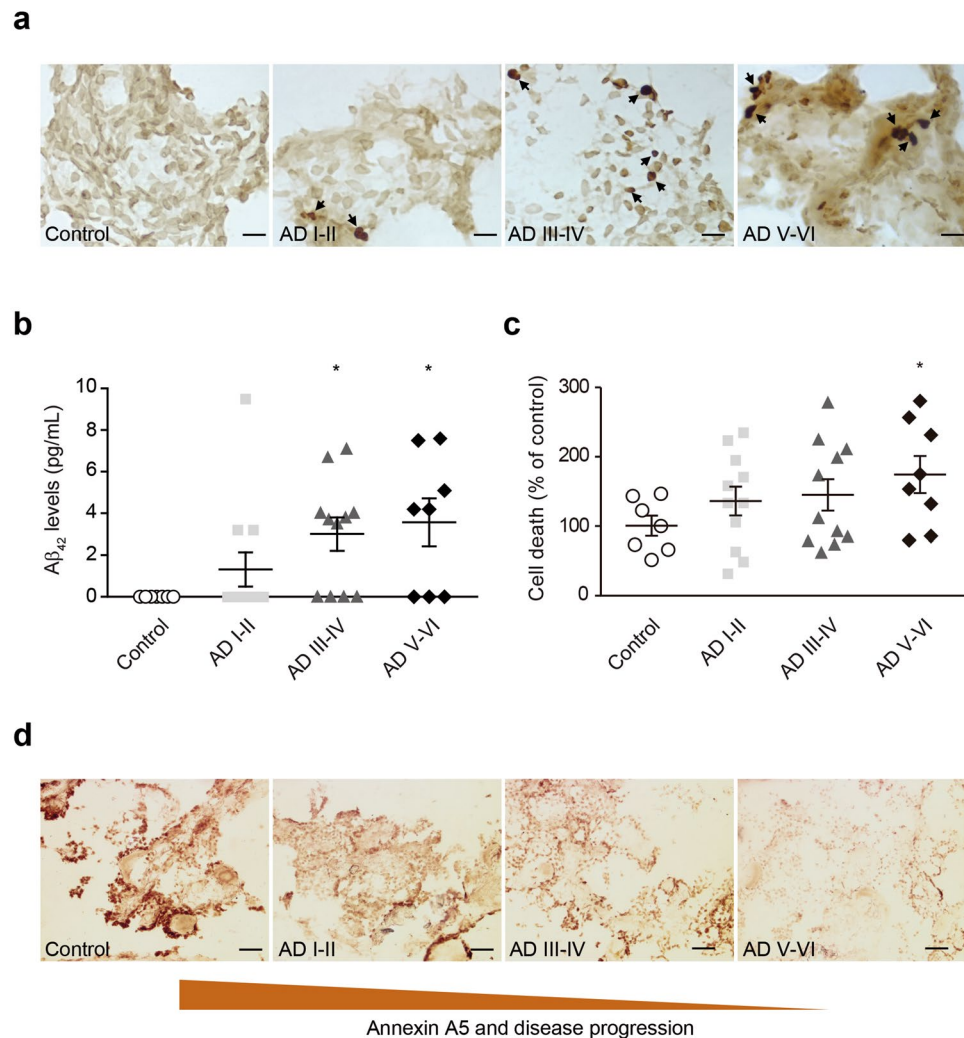 a
Control
AD I-II
AD III-IV
AD V-VI
b
Aβ42 levels (pg/mL)
10
8
6
4
2
0
*
*
Control
AD I-II
AD III-IV
AD V-VI
c
Cell death (% of control)
300
200
100
0
*
Control
AD I-II
AD III-IV
AD V-VI
d
Control
AD I-II
AD III-IV
AD V-VI
Annexin A5 and disease progression